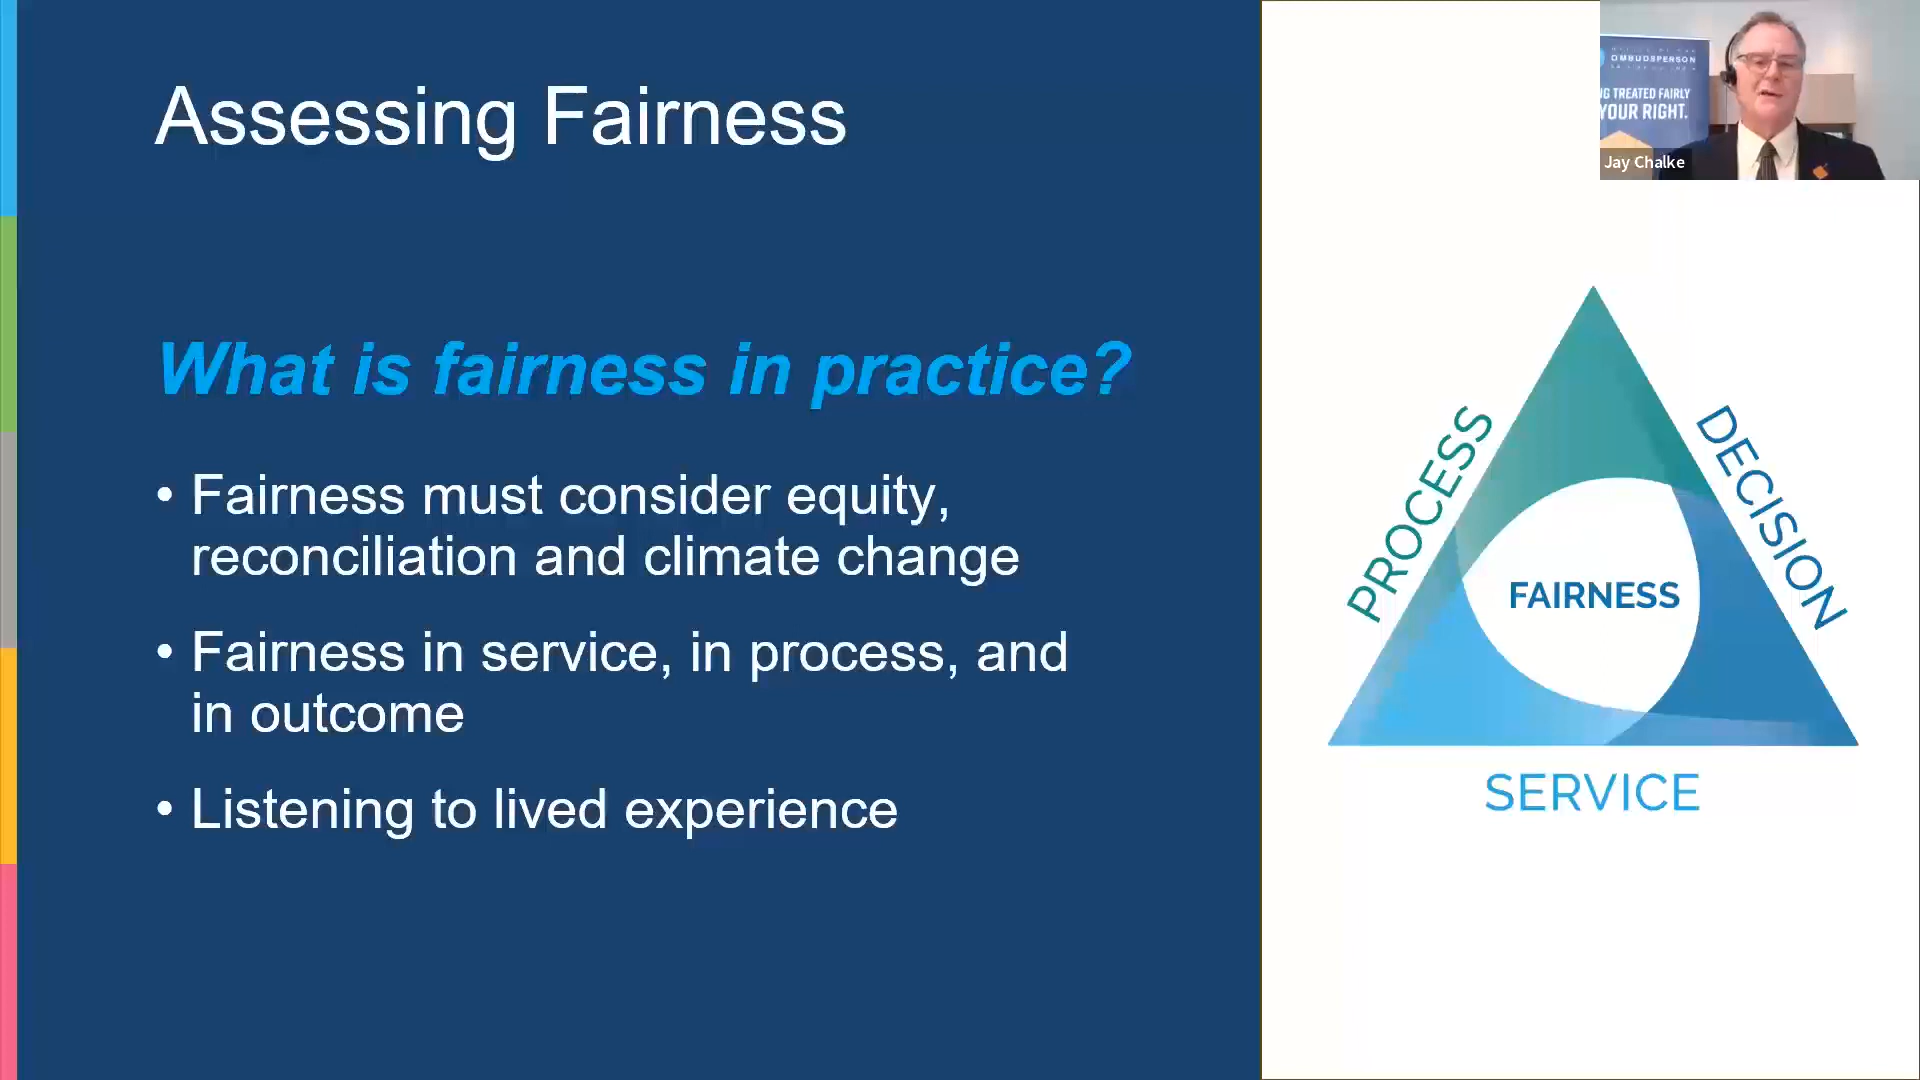 Assessing Fairness
What is fairness in practice?
• Fairness must consider equity,
reconciliation and climate change
• Fairness in service, in process, and
in outcome
• Listening to lived experience
OMBUDSPERSON
TREATED FAIRLY
YOUR RIGHT.
Jay Chalke
PROCESS
DECISION
FAIRNESS
SERVICE